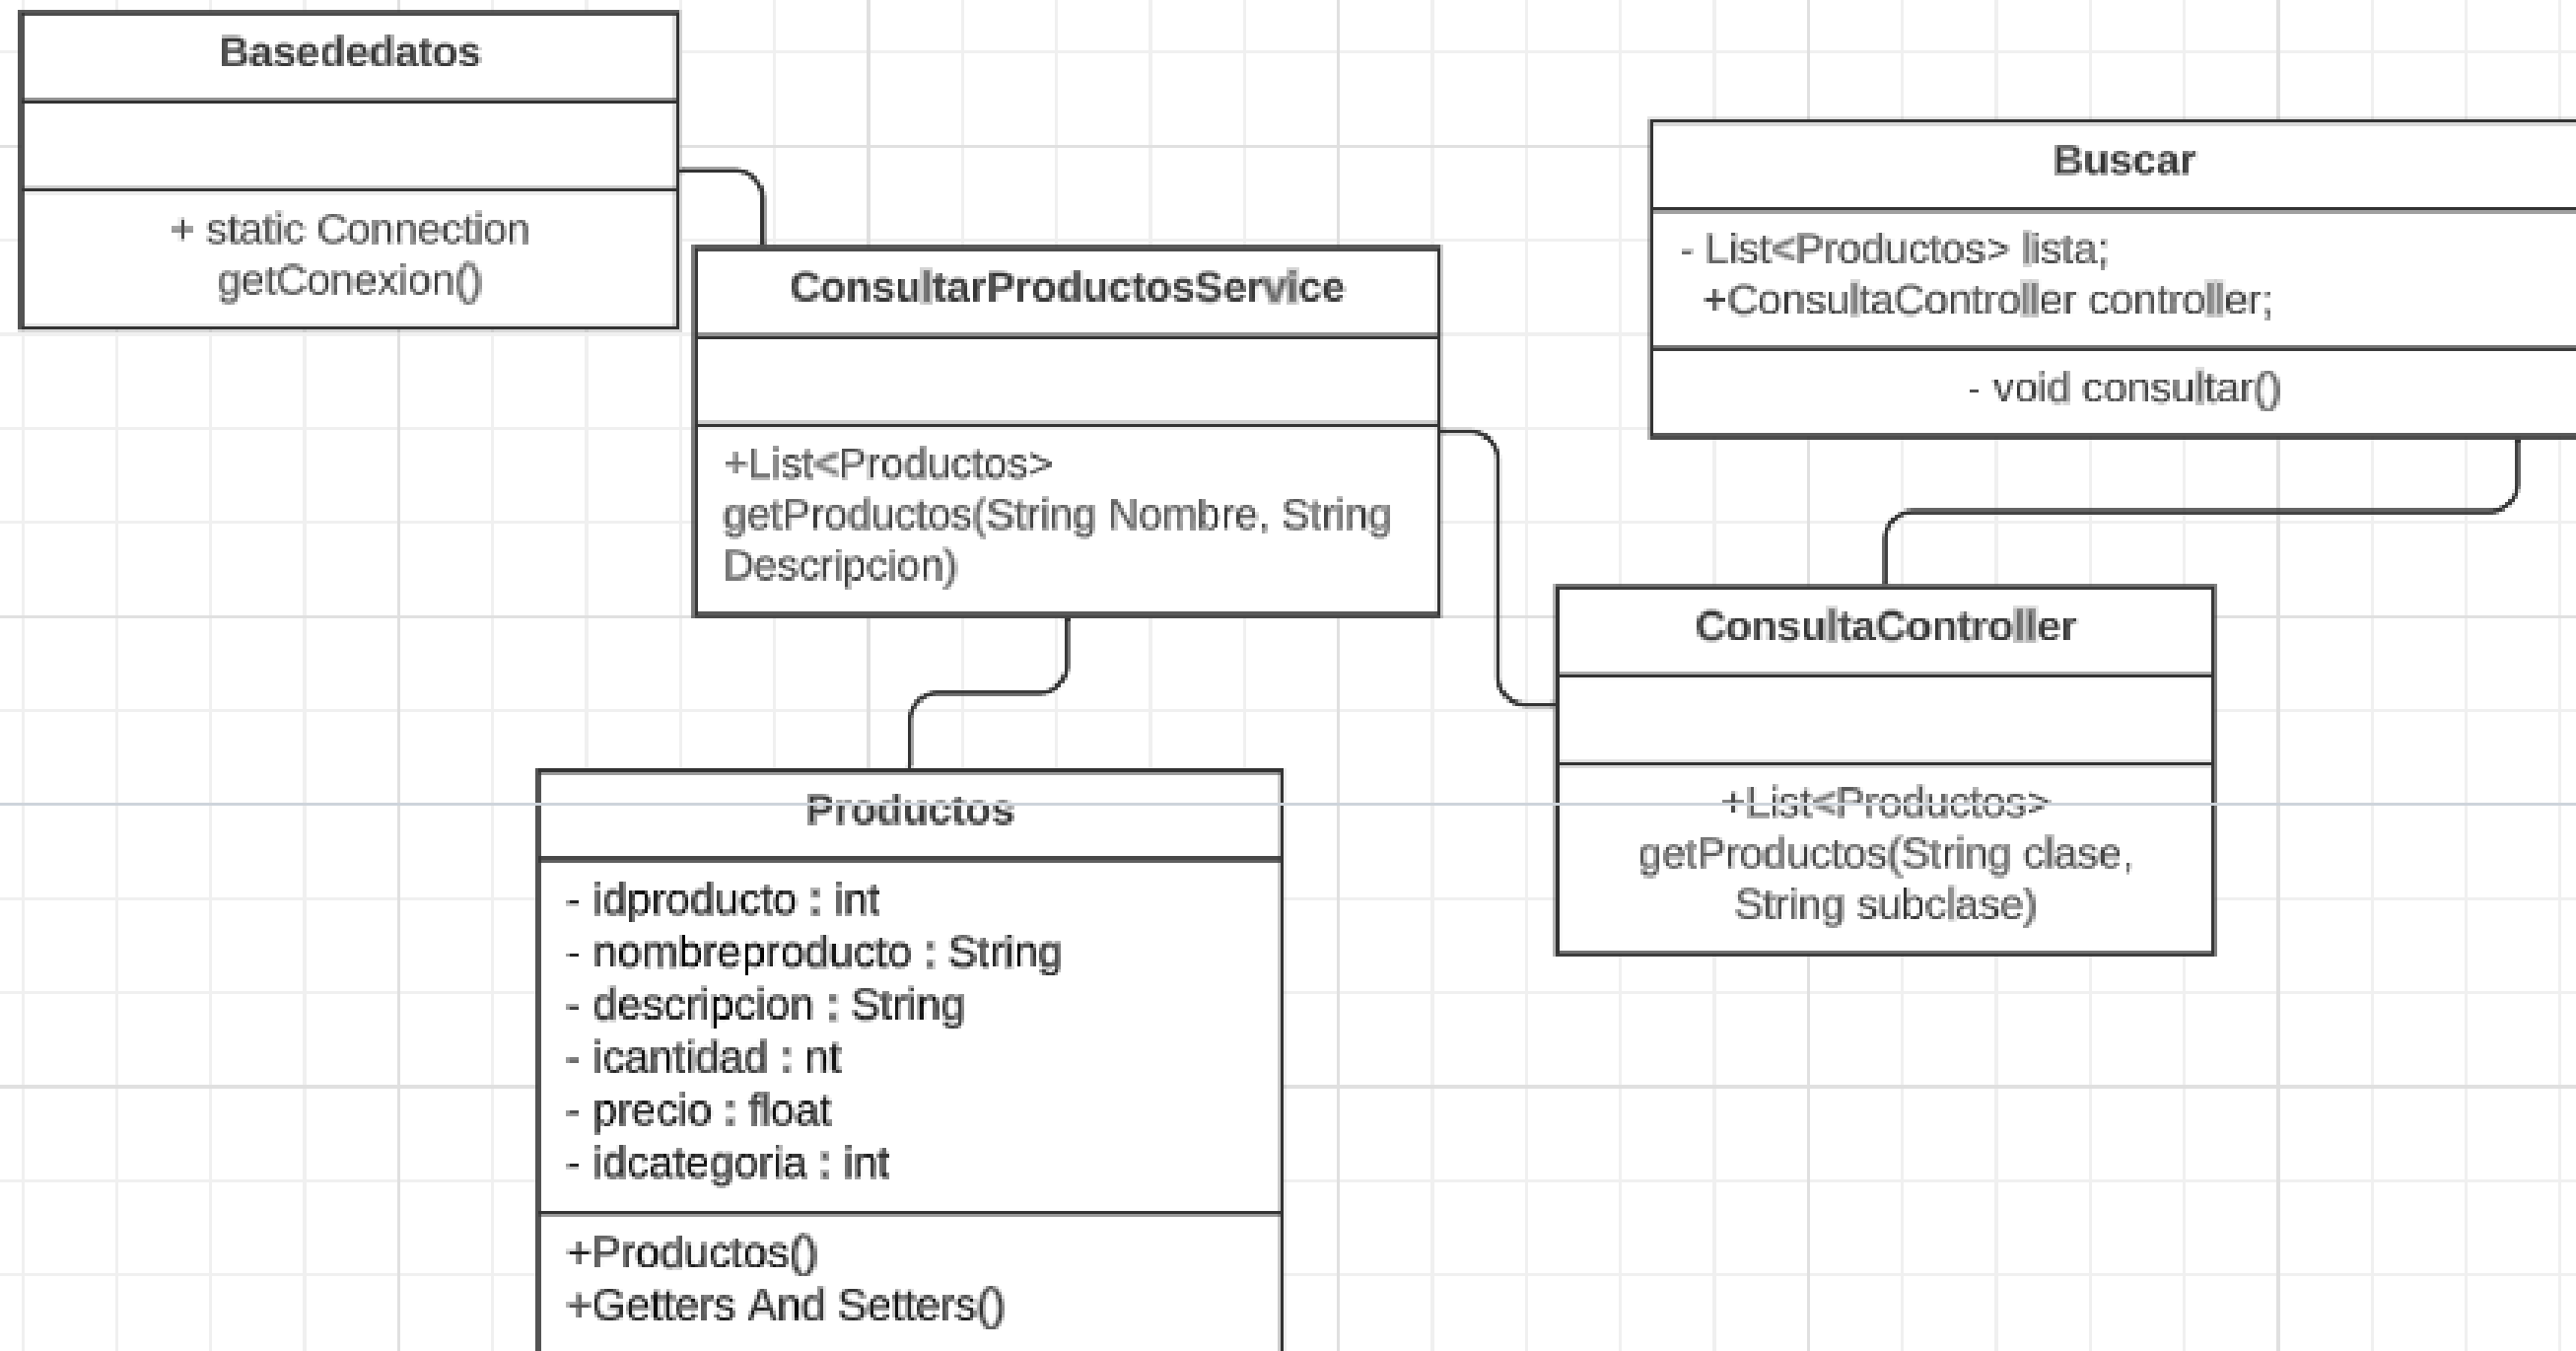 Basededatos
+ static Connection
getConexion()
ConsultarProductosService
+List<Productos>
getProductos(String Nombre, String
Descripcion)
Buscar
- List<Productos> lista;
+ConsultaController controller;
- void consultar()
ConsultaController
+List<Productos>
getProductos(String clase,
String subclase)
Productos
- idproducto : int
- nombreproducto : String
- descripcion : String
- icantidad : nt
- precio : float
- idcategoria : int
+Productos()
+Getters And Setters()